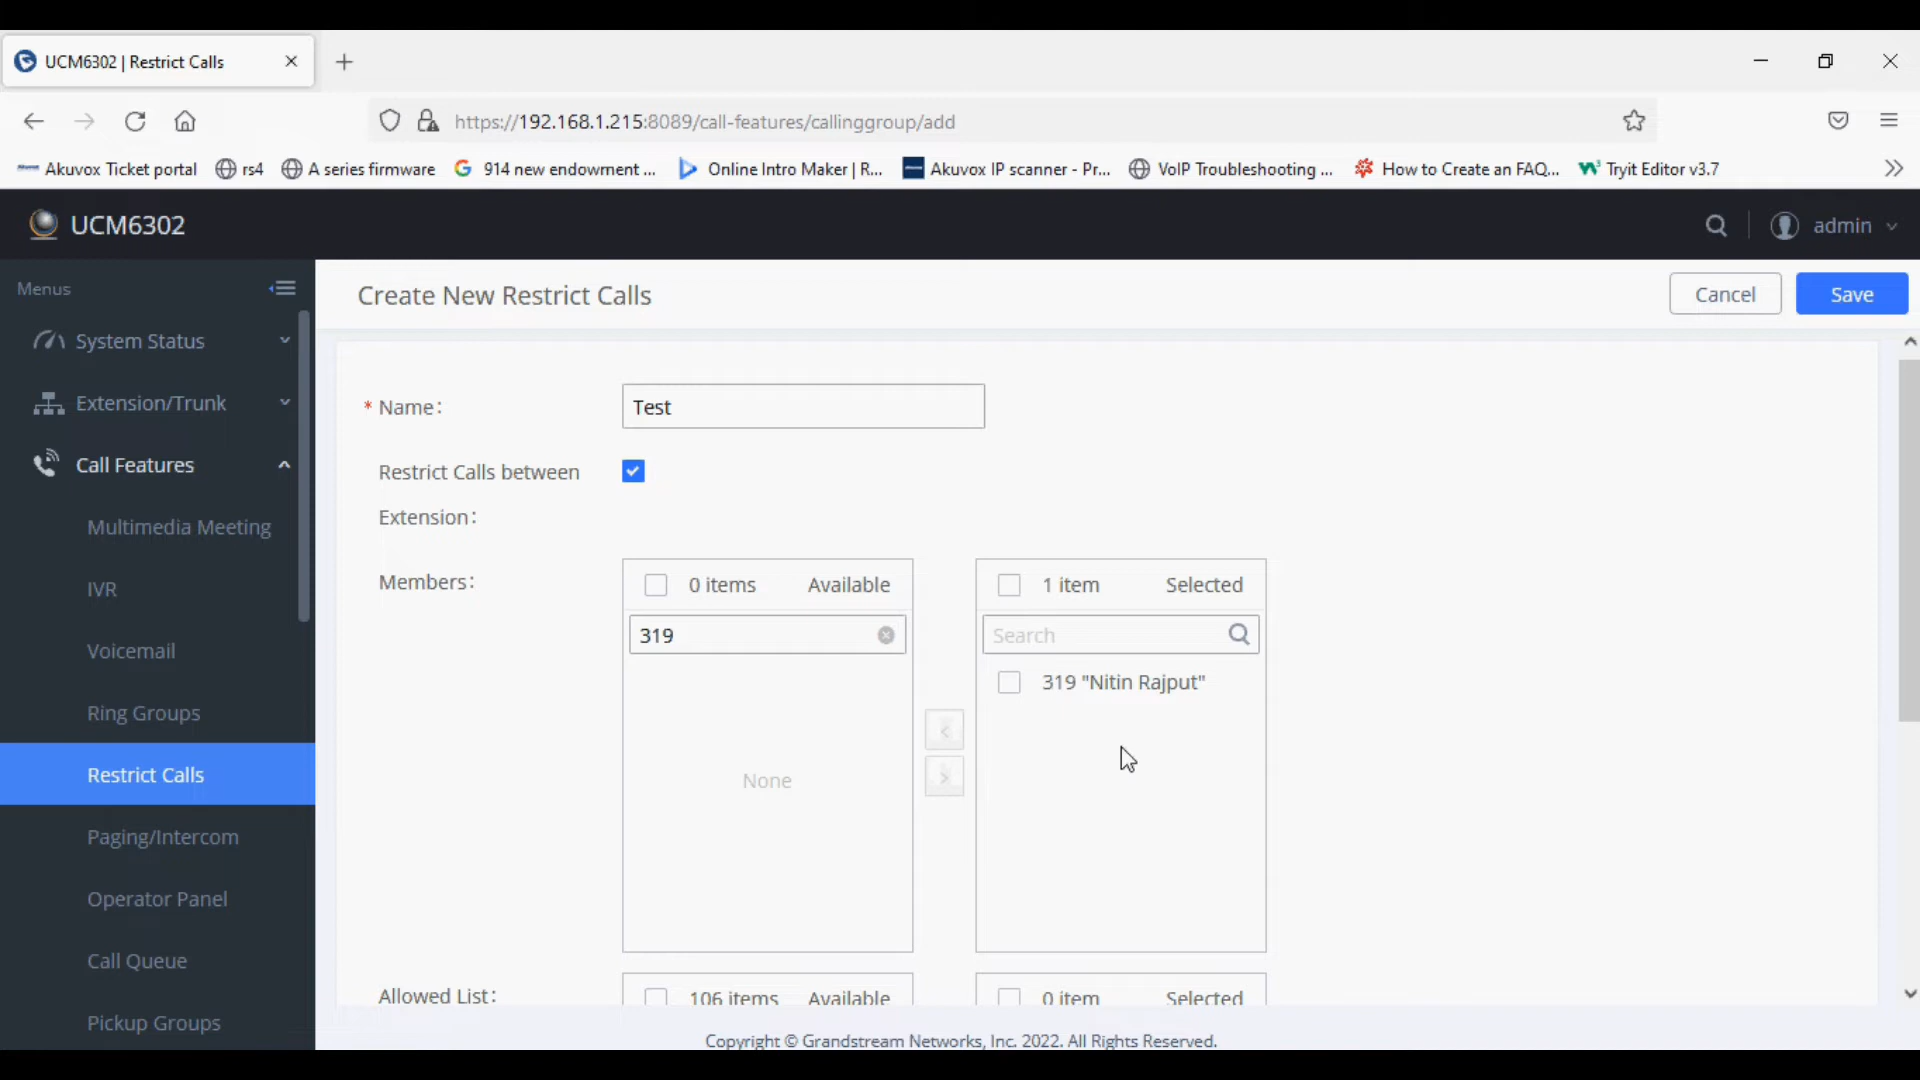 UCM6302 | Restrict Calls
https://192.168.1.215:8089/call-features/callinggroup/add
Akuvox Ticket portal
rs4
A series firmware
914 new endowment ...
Online Intro Maker | R...
Akuvox IP scanner - Pr...
VoIP Troubleshooting ...
How to Create an FAQ...
Tryit Editor v3.7
UCM6302
admin
Menus
System Status
Extension/Trunk
Call Features
Multimedia Meeting
IVR
Voicemail
Ring Groups
Restrict Calls
Paging/Intercom
Operator Panel
Call Queue
Pickup Groups
Create New Restrict Calls
Cancel
Save
* Name:
Test
Restrict Calls between
Extension:
Members:
0 items Available
319
None
1 item Selected
Search
319 "Nitin Rajput"
Allowed List:
106 items Available
0 item Selected
Copyright © Grandstream Networks, Inc. 2022. All Rights Reserved.